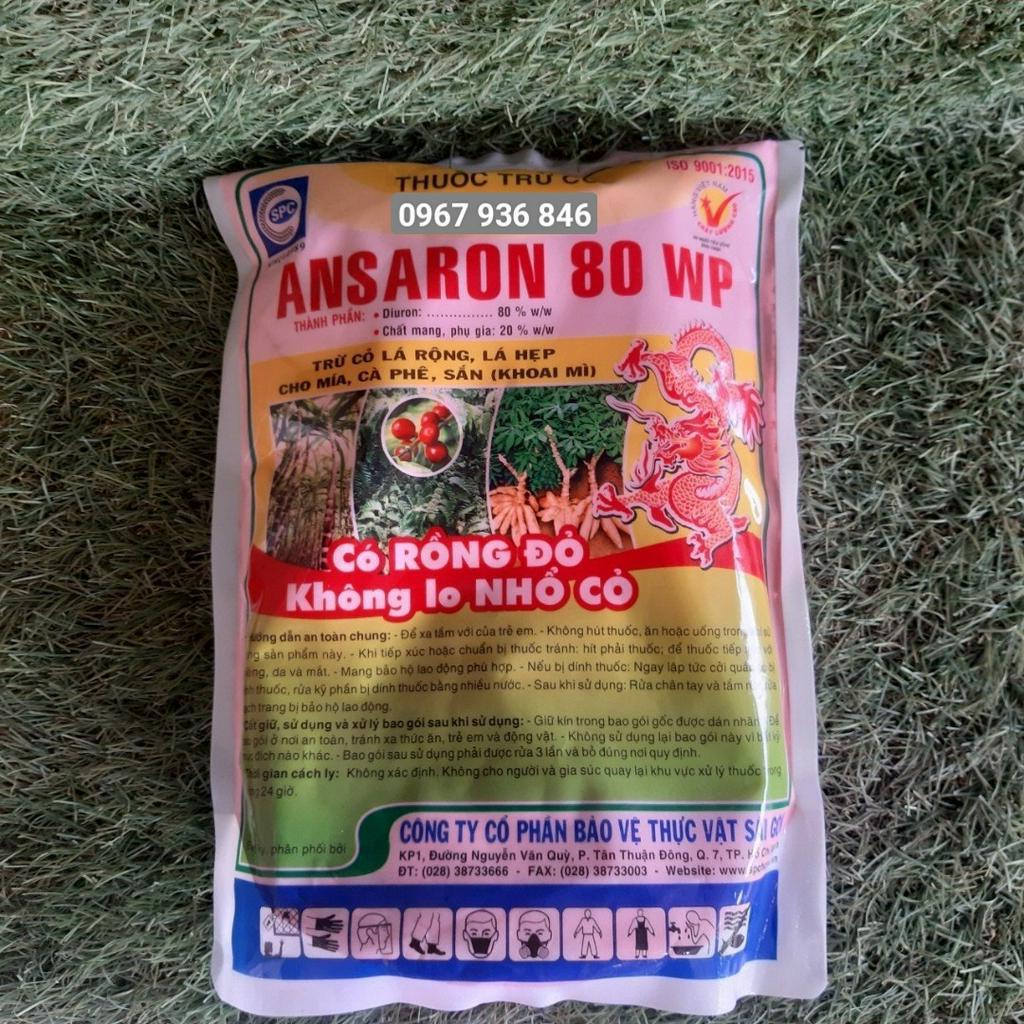 THUỐC TRỪ
ISO 9001:2015
SPC
0967 936 846
HÀNG VIỆT NAM
CHẤT LƯỢNG CAO
ANSARON 80 WP
THÀNH PHẦN: • Diuron: ............... 80 % w/w
• Chất mang, phụ gia: 20 % w/w
TRỪ CỎ LÁ RỘNG, LÁ HẸP
CHO MÍA, CÀ PHÊ, SẮN (KHOAI MÌ)
Có RỒNG ĐỎ
Không lo NHỔ CỎ
dẫn an toàn chung: - Để xa tầm với của trẻ em. - Không hút thuốc, ăn hoặc uống trong
sản phẩm này. - Khi tiếp xúc hoặc chuẩn bị thuốc tránh: hít phải thuốc; để thuốc tiếp
da và mắt. - Mang bảo hộ lao động phù hợp. - Nếu bị dính thuốc: Ngay lập tức cởi
thuốc, rửa kỹ phần bị dính thuốc bằng nhiều nước. - Sau khi sử dụng: Rửa chân tay và tắm
trang bị bảo hộ lao động.
giữ, sử dụng và xử lý bao gói sau khi sử dụng: - Giữ kín trong bao gói gốc được dán nhãn. Để
gói ở nơi an toàn, tránh xa thức ăn, trẻ em và động vật. - Không sử dụng lại bao gói này vì
đích nào khác. - Bao gói sau sử dụng phải được rửa 3 lần và bỏ đúng nơi quy định.
gian cách ly: Không xác định. Không cho người và gia súc quay lại khu vực xử lý thuốc
24 giờ.
phân phối bởi
CÔNG TY CỔ PHẦN BẢO VỆ THỰC VẬT
KP1, Đường Nguyễn Văn Quỳ, P. Tân Thuận Đông, Q. 7, TP.
ĐT: (028) 38733666 - FAX: (028) 38733003 - Website: